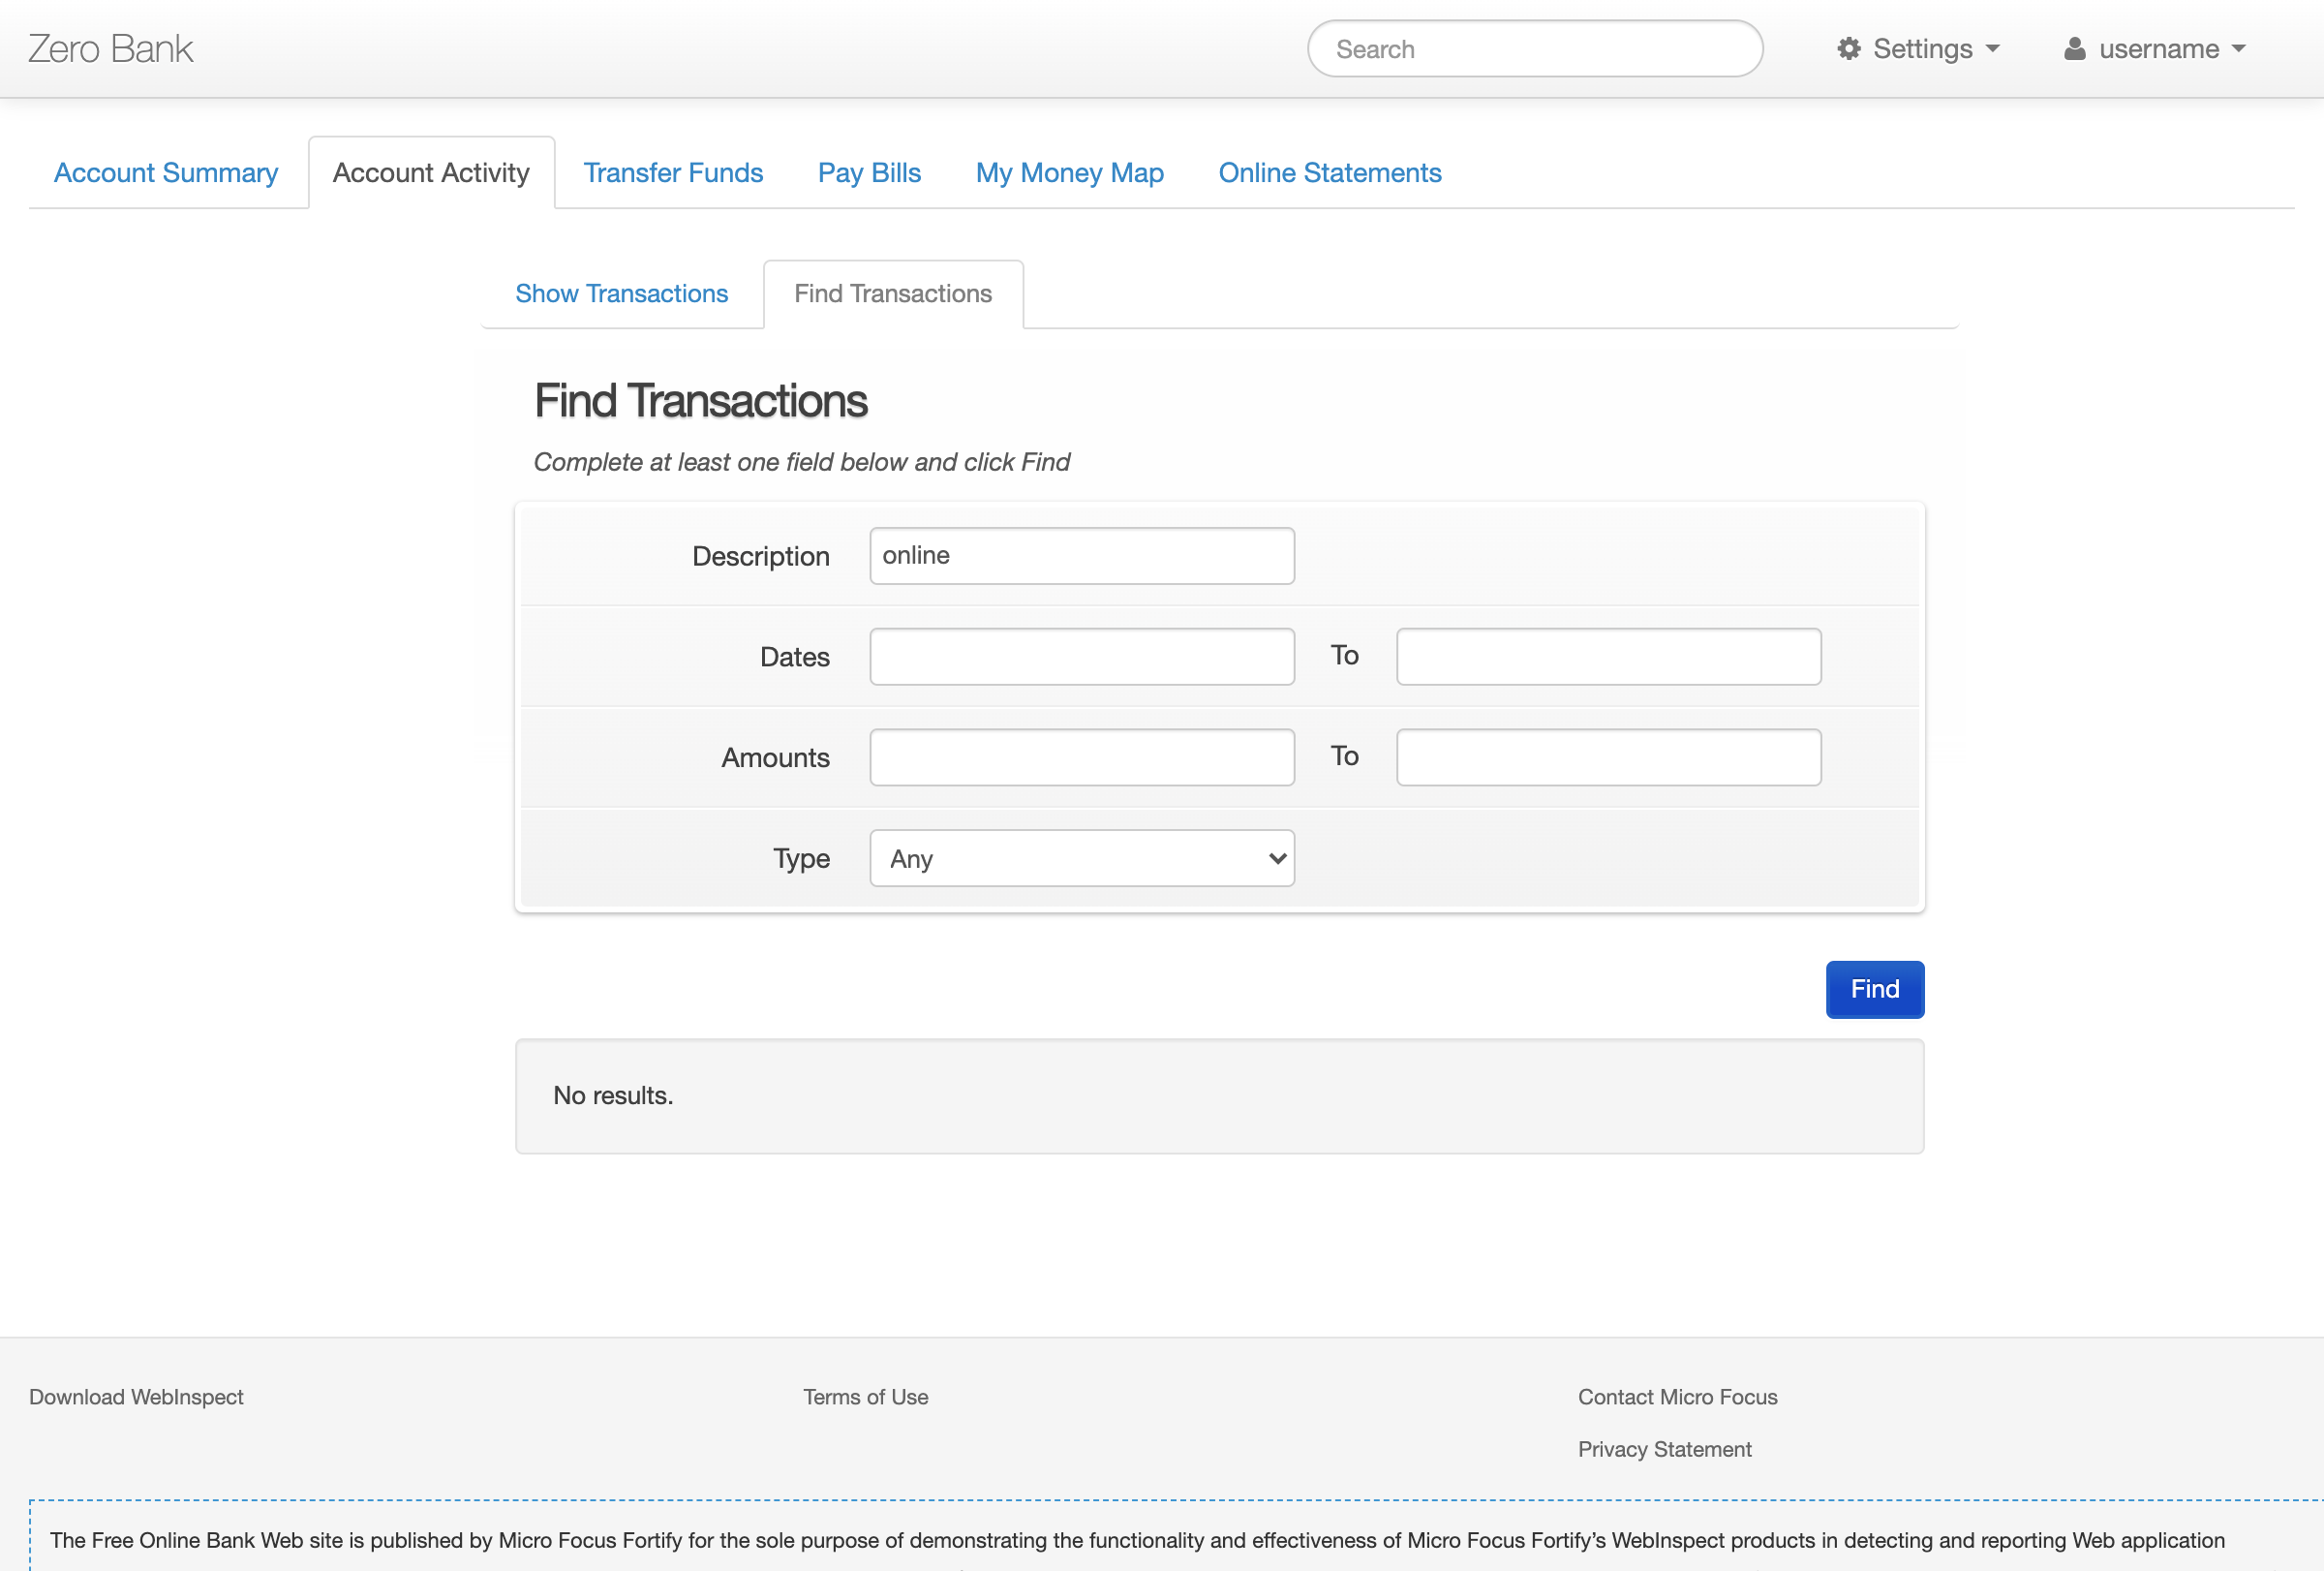 Zero Bank
Search
Settings
username
Account Summary
Account Activity
Transfer Funds
Pay Bills
My Money Map
Online Statements
Show Transactions
Find Transactions
Find Transactions
Complete at least one field below and click Find
Description
online
Dates
To
Amounts
To
Type
Any
Find
No results.
Download WebInspect
Terms of Use
Contact Micro Focus
Privacy Statement
The Free Online Bank Web site is published by Micro Focus Fortify for the sole purpose of demonstrating the functionality and effectiveness of Micro Focus Fortify’s WebInspect products in detecting and reporting Web application